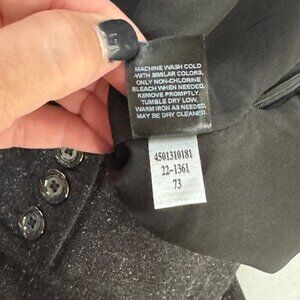 MACHINE WASH COLD
WITH SIMILAR COLORS,
ONLY NON-CHLORINE
BLEACH WHEN NEEDED,
REMOVE PROMPTLY,
TUMBLE DRY LOW,
WARM IRON AS NEEDED,
MAY BE DRY CLEANED.
4501310181
22-1361
73